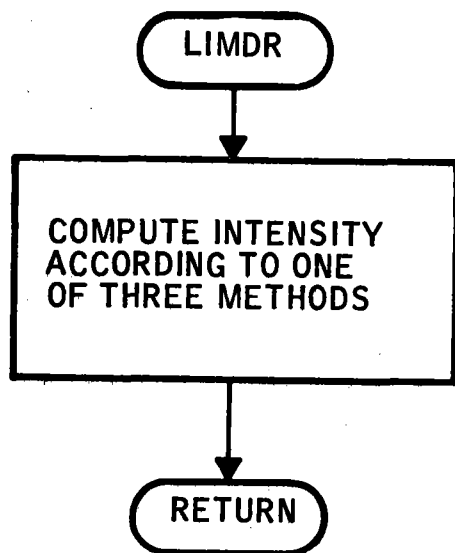 LIMDR
COMPUTE INTENSITY
ACCORDING TO ONE
OF THREE METHODS
RETURN